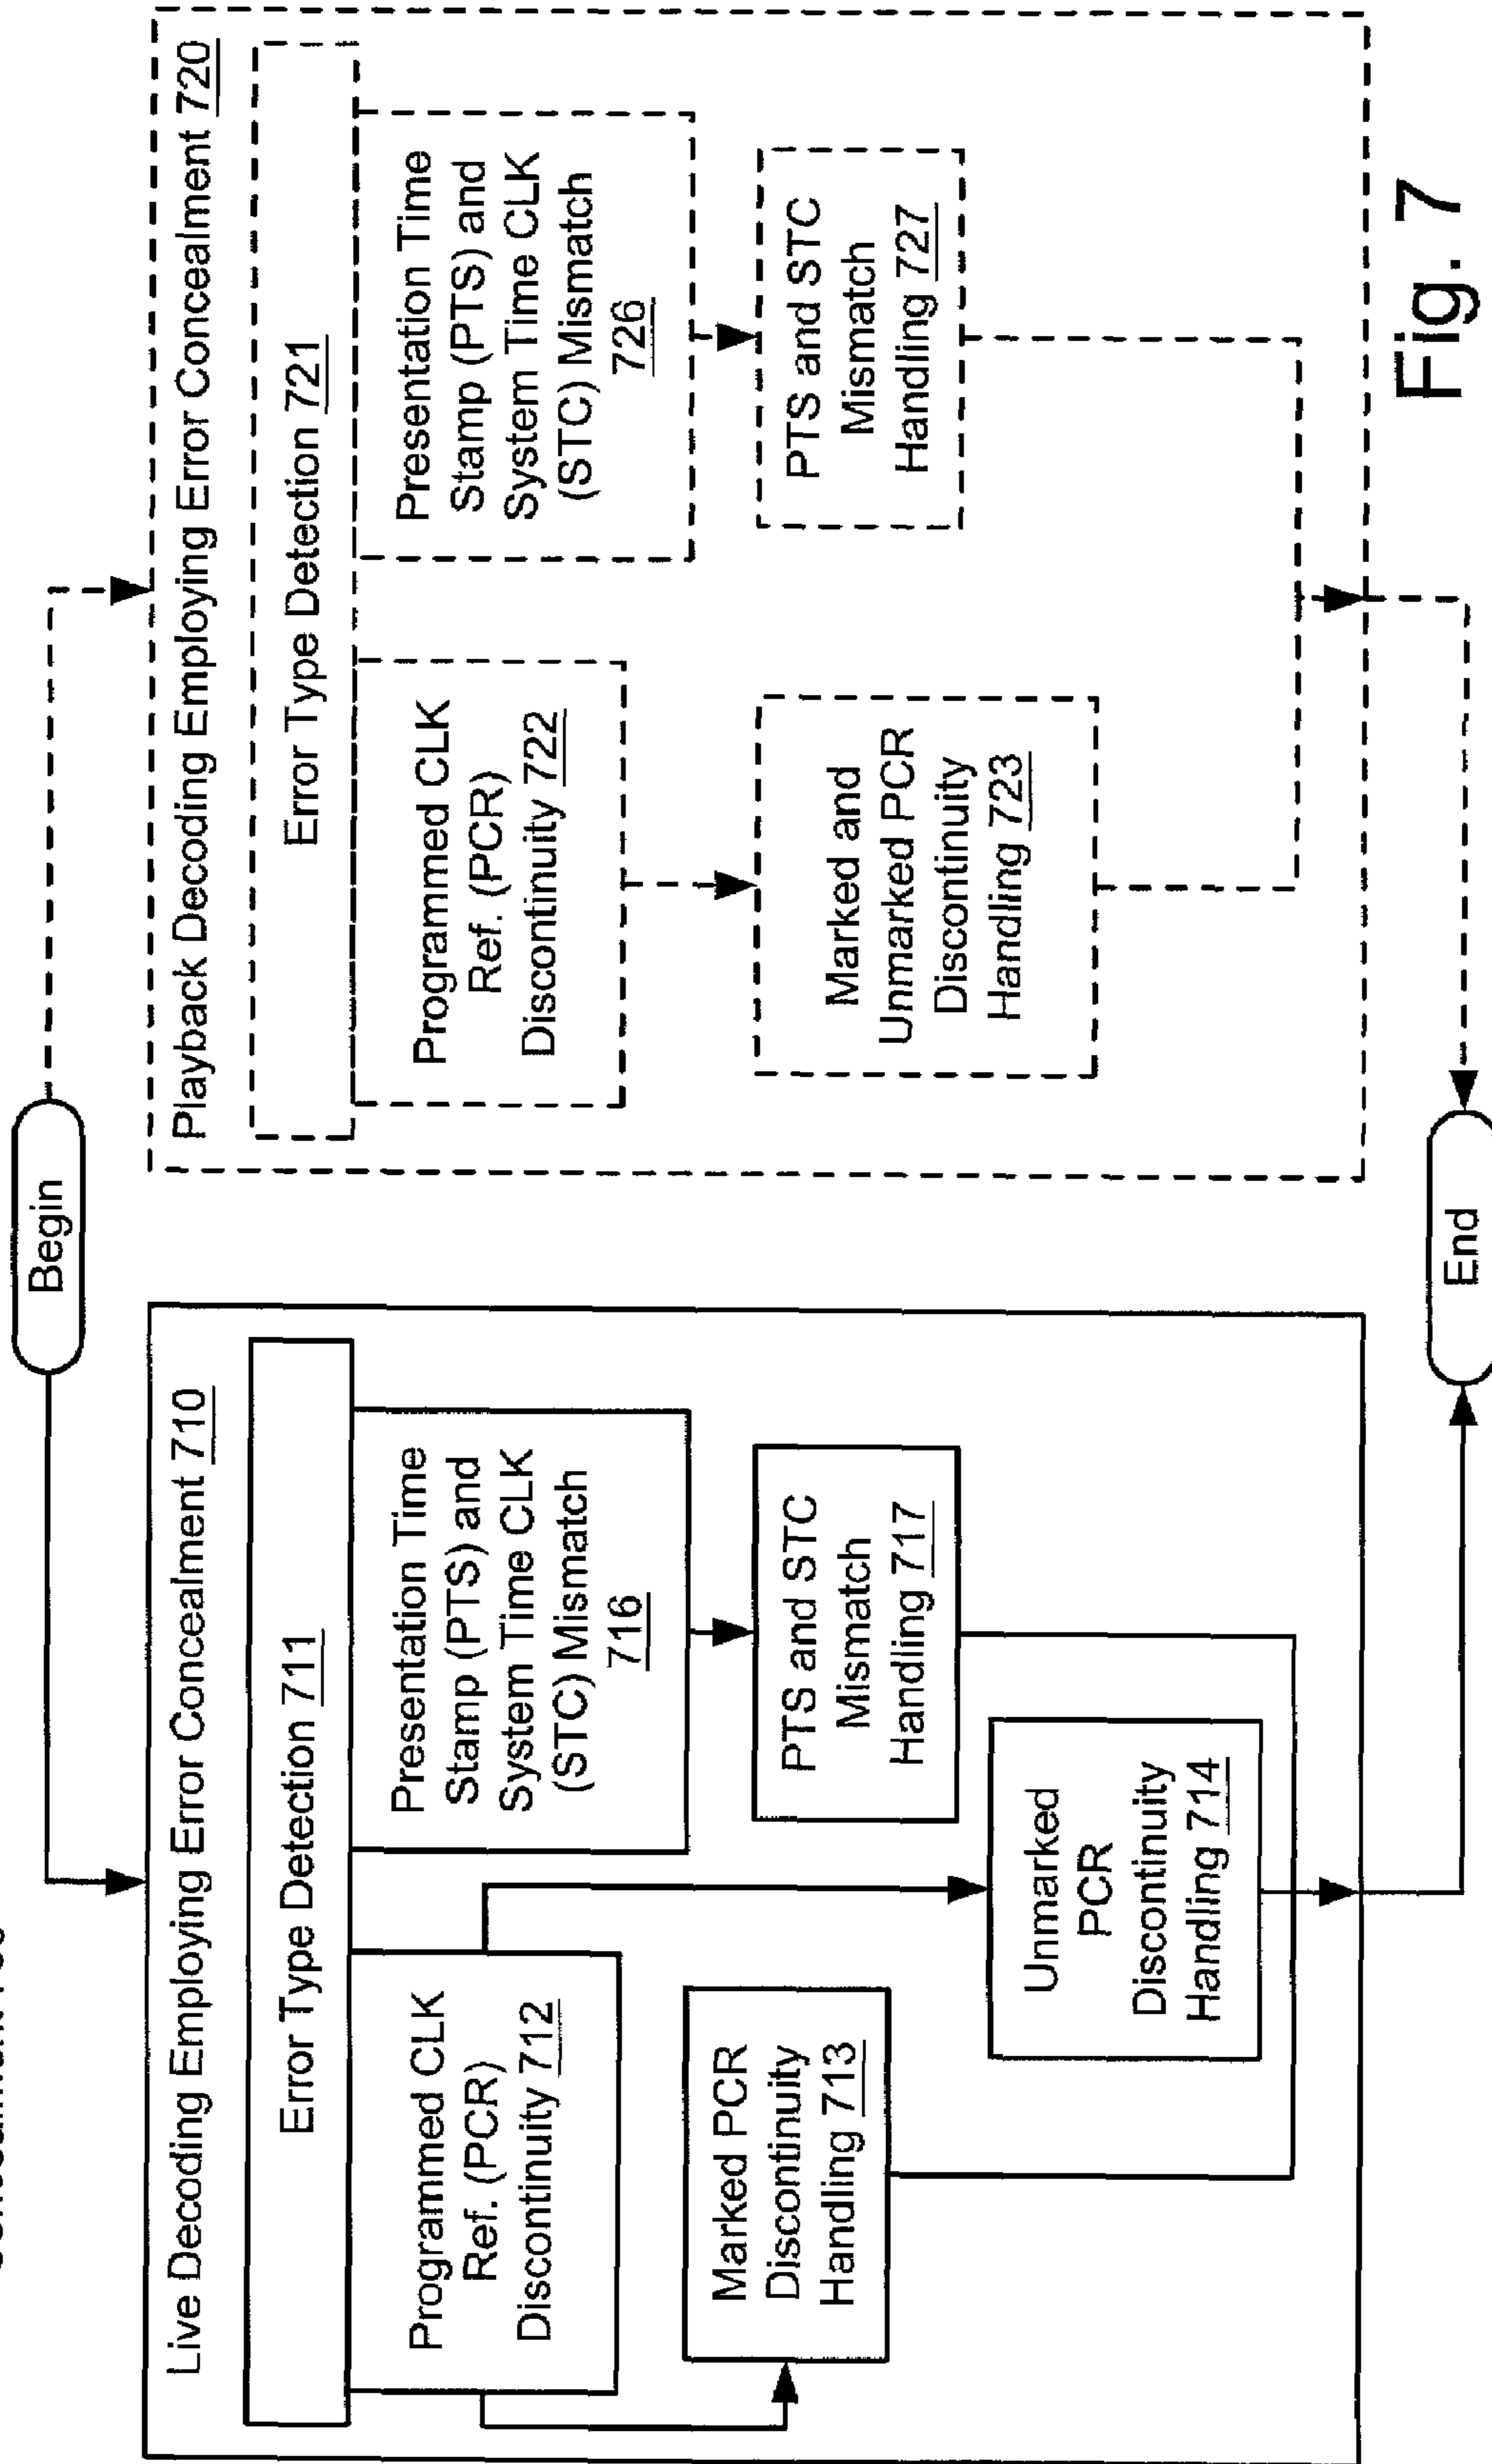 Begin
Live Decoding Employing Error Concealment 710
Error Type Detection 711
Programmed CLK
Ref. (PCR)
Discontinuity 712
Presentation Time
Stamp (PTS) and
System Time CLK
(STC) Mismatch
716
Marked PCR
Discontinuity
Handling 713
PTS and STC
Mismatch
Handling 717
Unmarked
PCR
Discontinuity
Handling 714
Playback Decoding Employing Error Concealment 720
Error Type Detection 721
Programmed CLK
Ref. (PCR)
Discontinuity 722
Presentation Time
Stamp (PTS) and
System Time CLK
(STC) Mismatch
726
Marked and
Unmarked PCR
Discontinuity
Handling 723
PTS and STC
Mismatch
Handling 727
End
Fig. 7